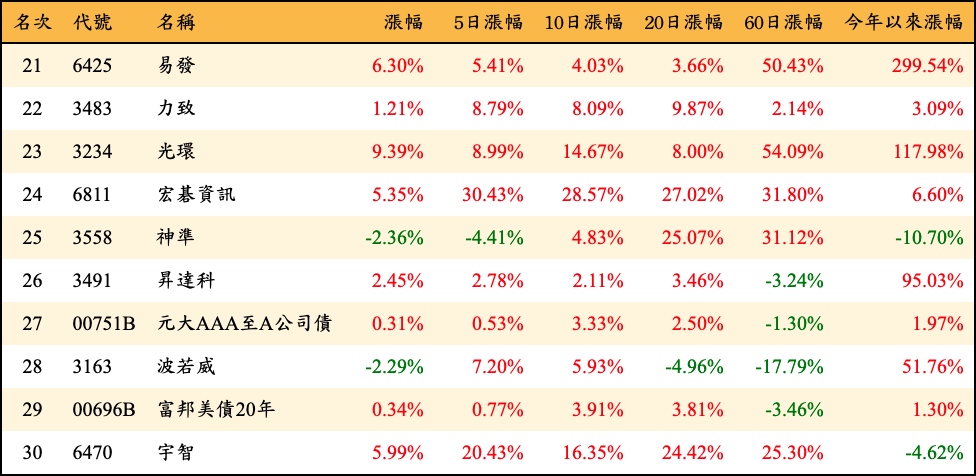 名次 代號 名稱 漲幅 5日漲幅 10日漲幅 20日漲幅 60日漲幅 今年以來漲幅
21 6425 易發 6.30% 5.41% 4.03% 3.66% 50.43% 299.54%
22 3483 力致 1.21% 8.79% 8.09% 9.87% 2.14% 3.09%
23 3234 光環 9.39% 8.99% 14.67% 8.00% 54.09% 117.98%
24 6811 宏碁資訊 5.35% 30.43% 28.57% 27.02% 31.80% 6.60%
25 3558 神準 -2.36% -4.41% 4.83% 25.07% 31.12% -10.70%
26 3491 昇達科 2.45% 2.78% 2.11% 3.46% -3.24% 95.03%
27 00751B 元大AAA至A公司債 0.31% 0.53% 3.33% 2.50% -1.30% 1.97%
28 3163 波若威 -2.29% 7.20% 5.93% -4.96% -17.79% 51.76%
29 00696B 富邦美債20年 0.34% 0.77% 3.91% 3.81% -3.46% 1.30%
30 6470 宇智 5.99% 20.43% 16.35% 24.42% 25.30% -4.62%